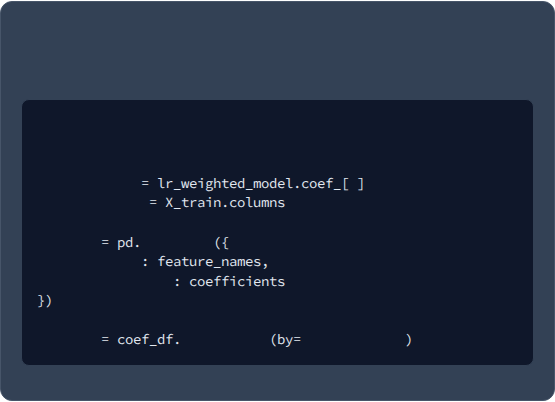 = lr_weighted_model.coef_[ ]
= X_train.columns
= pd. ({
: feature_names,
: coefficients
})
= coef_df. (by= )